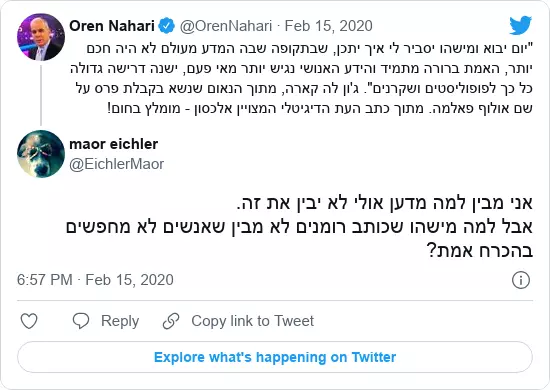 Oren Nahari @OrenNahari · Feb 15, 2020
"יום יבוא ומישהו יסביר לי איך יתכן, שבתקופה שבה המדע מעולם לא היה חכם
יותר, האמת ברורה מתמיד והידע האנושי נגיש יותר מאי פעם, ישנה דרישה גדולה
כל כך לפופוליסטים ושקרנים". ג'ון לה קארה, מתוך הנאום שנשא בקבלת פרס על
שם אולוף פאלמה. מתוך כתב העת הדיגיטלי המצויין אלכסון - מומלץ בחום!
maor eichler
@EichlerMaor
אני מבין למה מדען אולי לא יבין את זה.
אבל למה מישהו שכותב רומנים לא מבין שאנשים לא מחפשים
בהכרח אמת?
6:57 PM · Feb 15, 2020
Reply Copy link to Tweet
Explore what's happening on Twitter